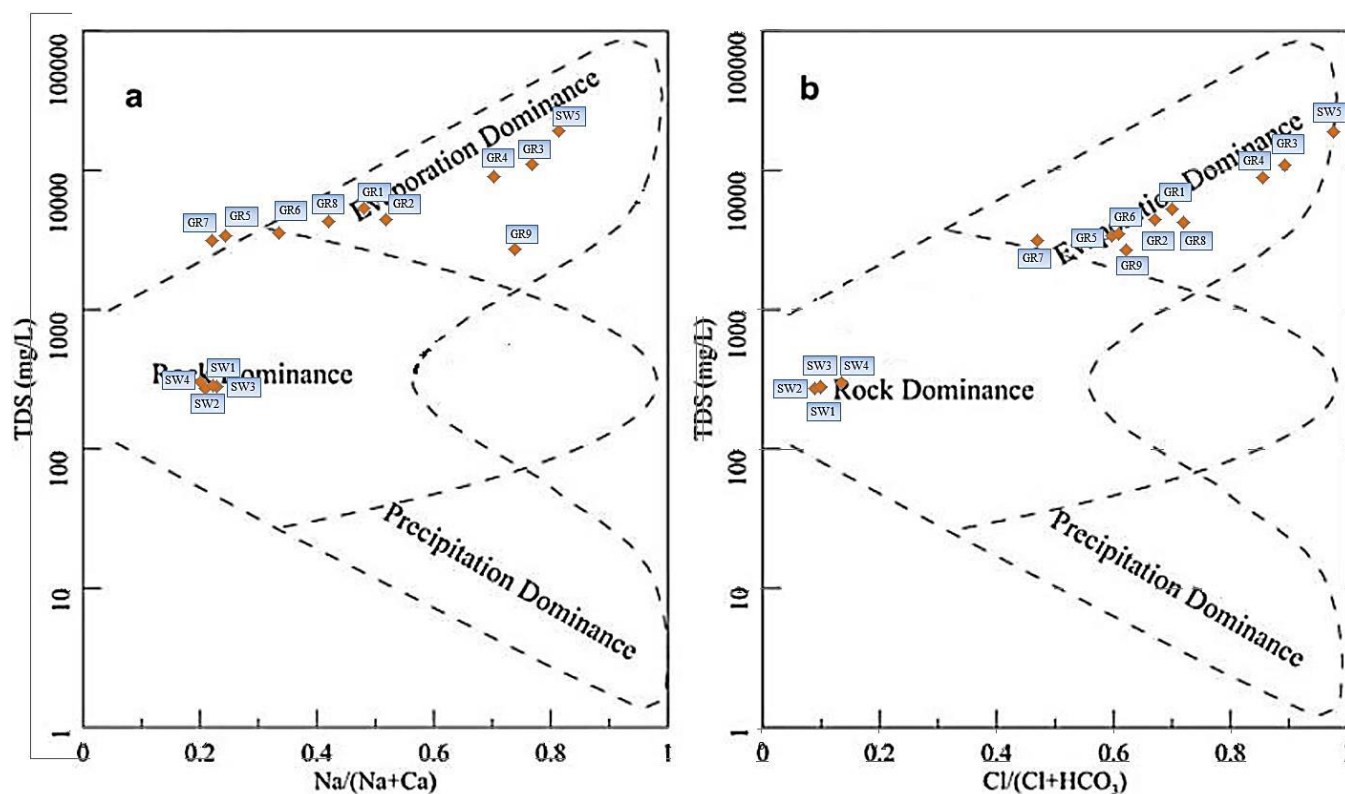 a
TDS (mg/L)
100000
10000
1000
100
10
1
0
0.2
0.4
0.6
0.8
1
Na/(Na+Ca)
Evaporation Dominance
Rock Dominance
Precipitation Dominance
SW5
GR3
GR4
GR1
GR2
GR8
GR6
GR5
GR7
GR9
SW1
SW4
SW3
SW2
b
TDS (mg/L)
100000
10000
1000
100
10
1
0
0.2
0.4
0.6
0.8
1
Cl/(Cl+HCO₃)
Evaporation Dominance
Rock Dominance
Precipitation Dominance
SW5
GR3
GR4
GR1
GR6
GR5
GR2
GR8
GR7
GR9
SW3
SW4
SW2
SW1